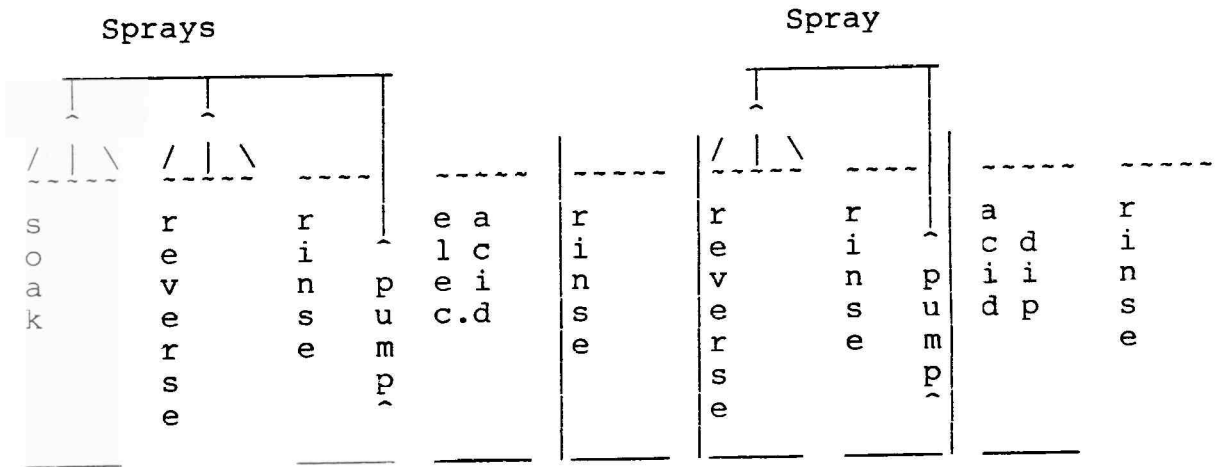 Sprays
Spray
soak
reverse
rinse
pump
elec.
acid
rinse
reverse
rinse
pump
acid
dip
rinse